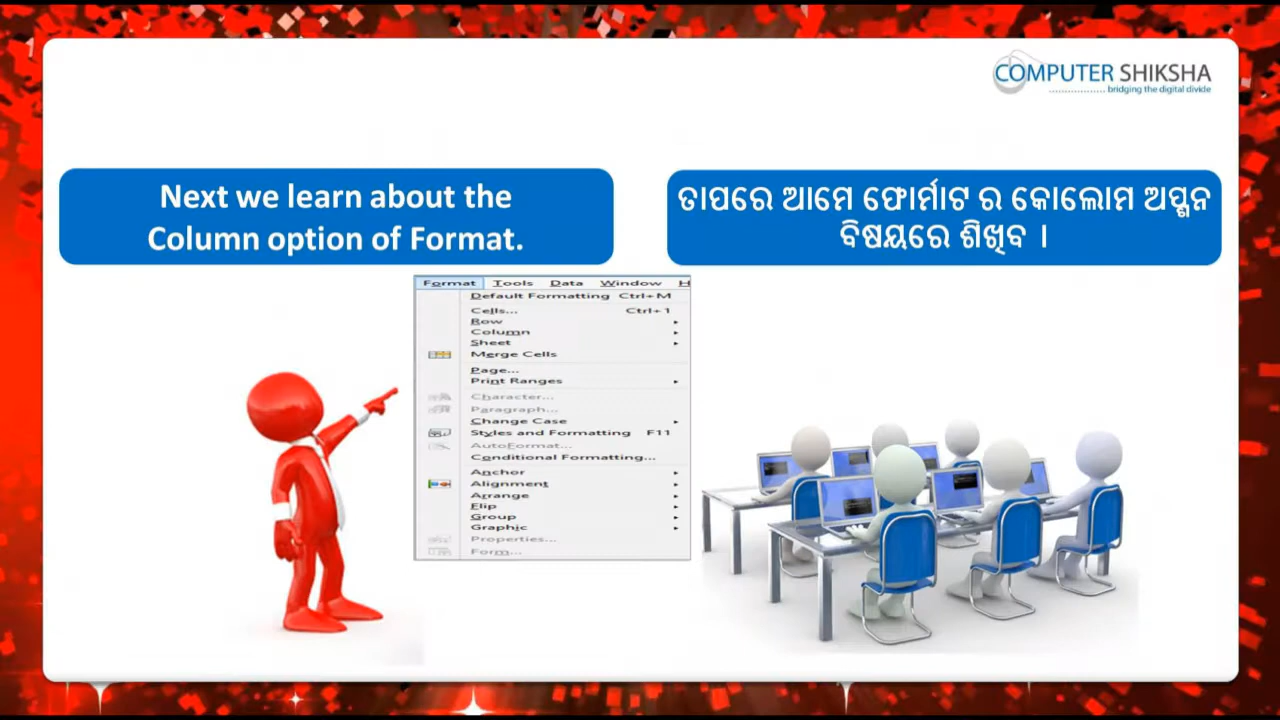 COMPUTER SHIKSHA
bridging the digital divide
Next we learn about the
Column option of Format.
ତାପରେ ଆମେ ଫୋର୍ମାଟ ର କୋଲୋମ ଅପ୍ଶନ
ବିଷୟରେ ଶିଖିବ ।
Format Tools Data Window H
Default Formatting Ctrl+M
Cells... Ctrl+1
Row
Column
Sheet
Merge Cells
Page...
Print Ranges
Character...
Paragraph...
Change Case
Styles and Formatting F11
AutoFormat...
Conditional Formatting...
Anchor
Alignment
Arrange
Flip
Group
Graphic
Properties...
Form...